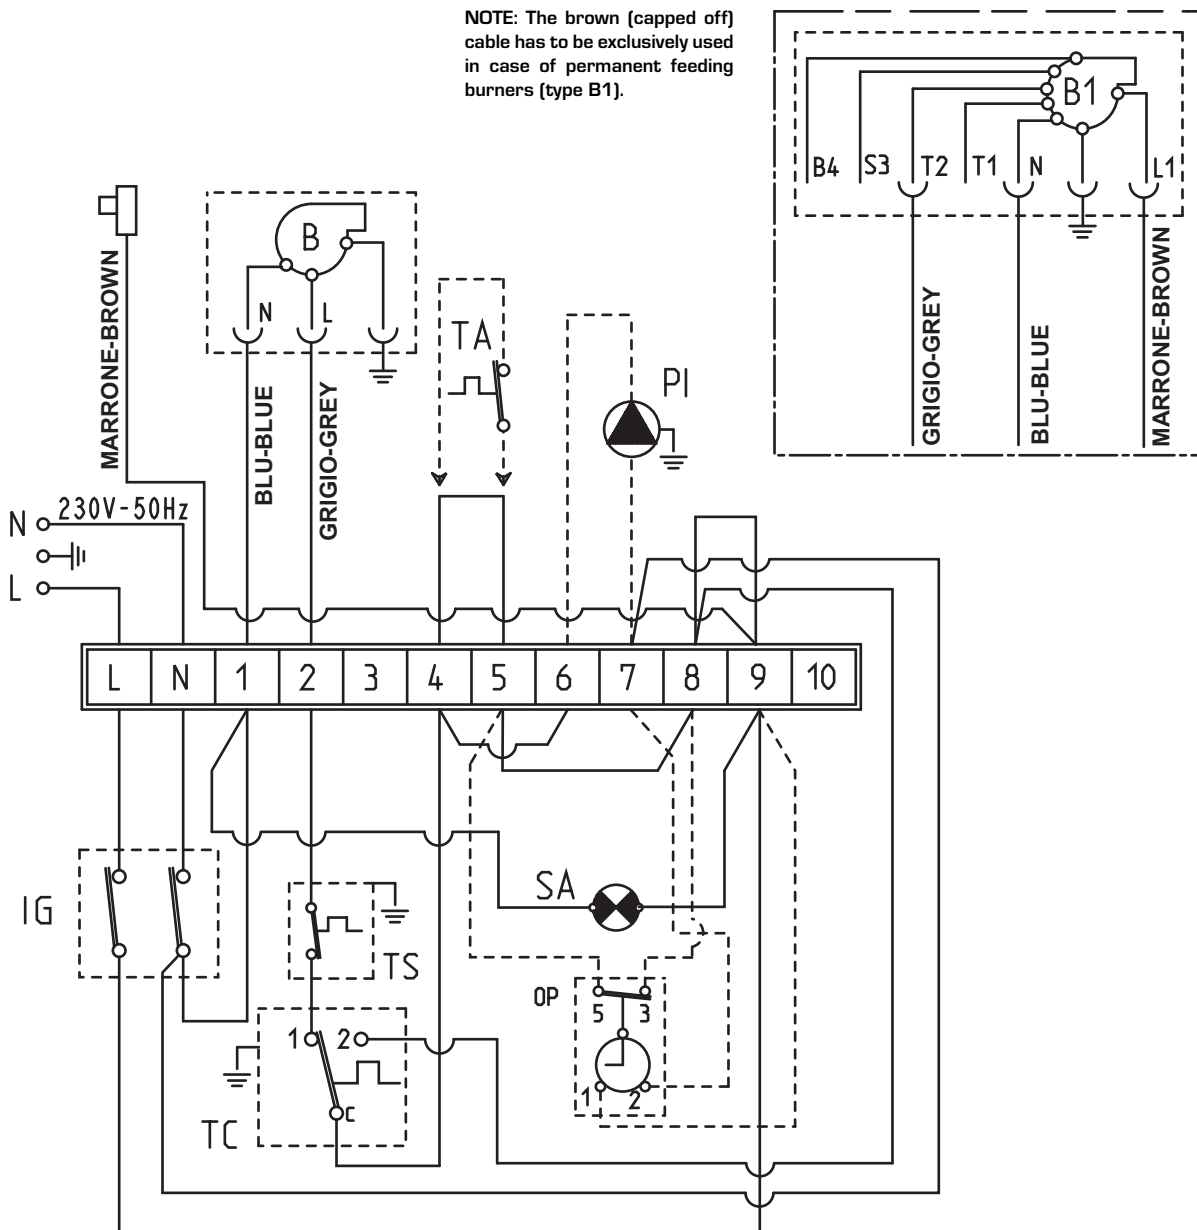 NOTE: The brown (capped off)
cable has to be exclusively used
in case of permanent feeding
burners (type B1).
B1
B4
S3
T2
T1
N
L1
GRIGIO-GREY
BLU-BLUE
MARRONE-BROWN
MARRONE-BROWN
B
N
L
BLU-BLUE
GRIGIO-GREY
TA
PI
N
230V-50Hz
L
L N 1 2 3 4 5 6 7 8 9 10
IG
TS
SA
OP
5 3
1 2
1 2
C
TC